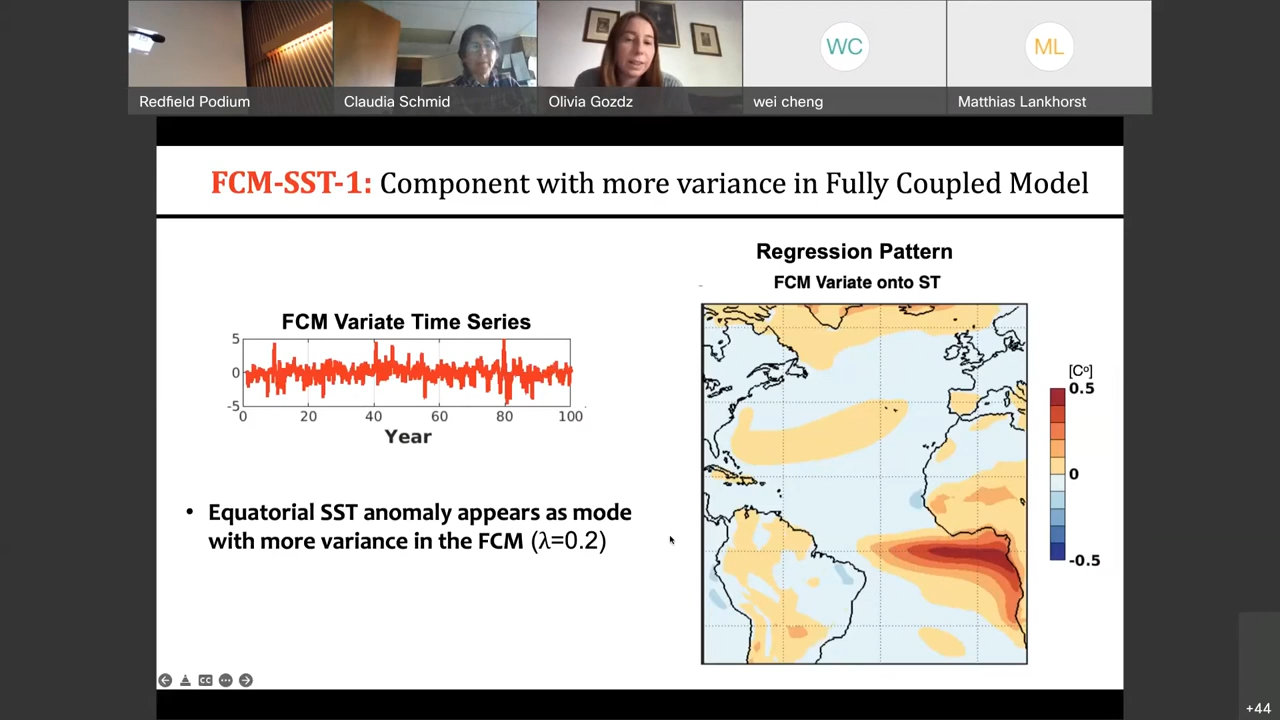 Redfield Podium
Claudia Schmid
Olivia Gozdz
WC
wei cheng
ML
Matthias Lankhorst
FCM-SST-1: Component with more variance in Fully Coupled Model
FCM Variate Time Series
5
0
-5
0 20 40 60 80 100
Year
• Equatorial SST anomaly appears as mode
with more variance in the FCM (λ=0.2)
Regression Pattern
FCM Variate onto ST
[Cº]
0.5
0
-0.5
CC
+44